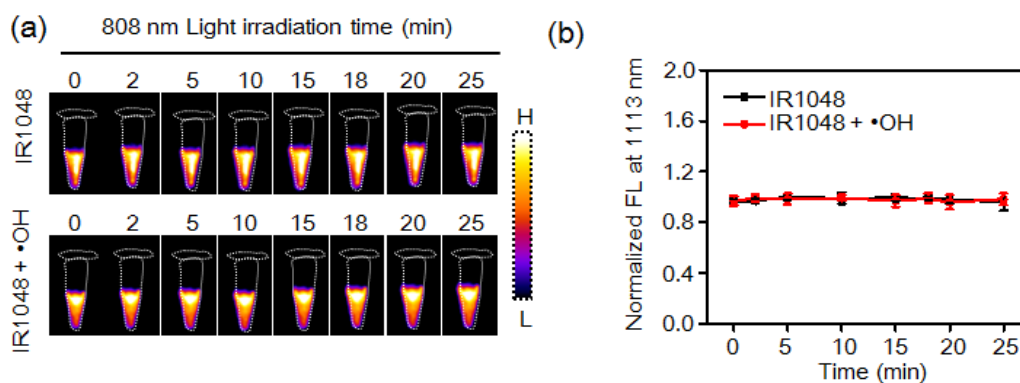 (a)
808 nm Light irradiation time (min)
0 2 5 10 15 18 20 25
IR1048
0 2 5 10 15 18 20 25
IR1048 + •OH
H
L
(b)
Normalized FL at 1113 nm
2.0
1.6
1.2
0.8
0.4
0.0
IR1048
IR1048 + •OH
0 5 10 15 20 25
Time (min)